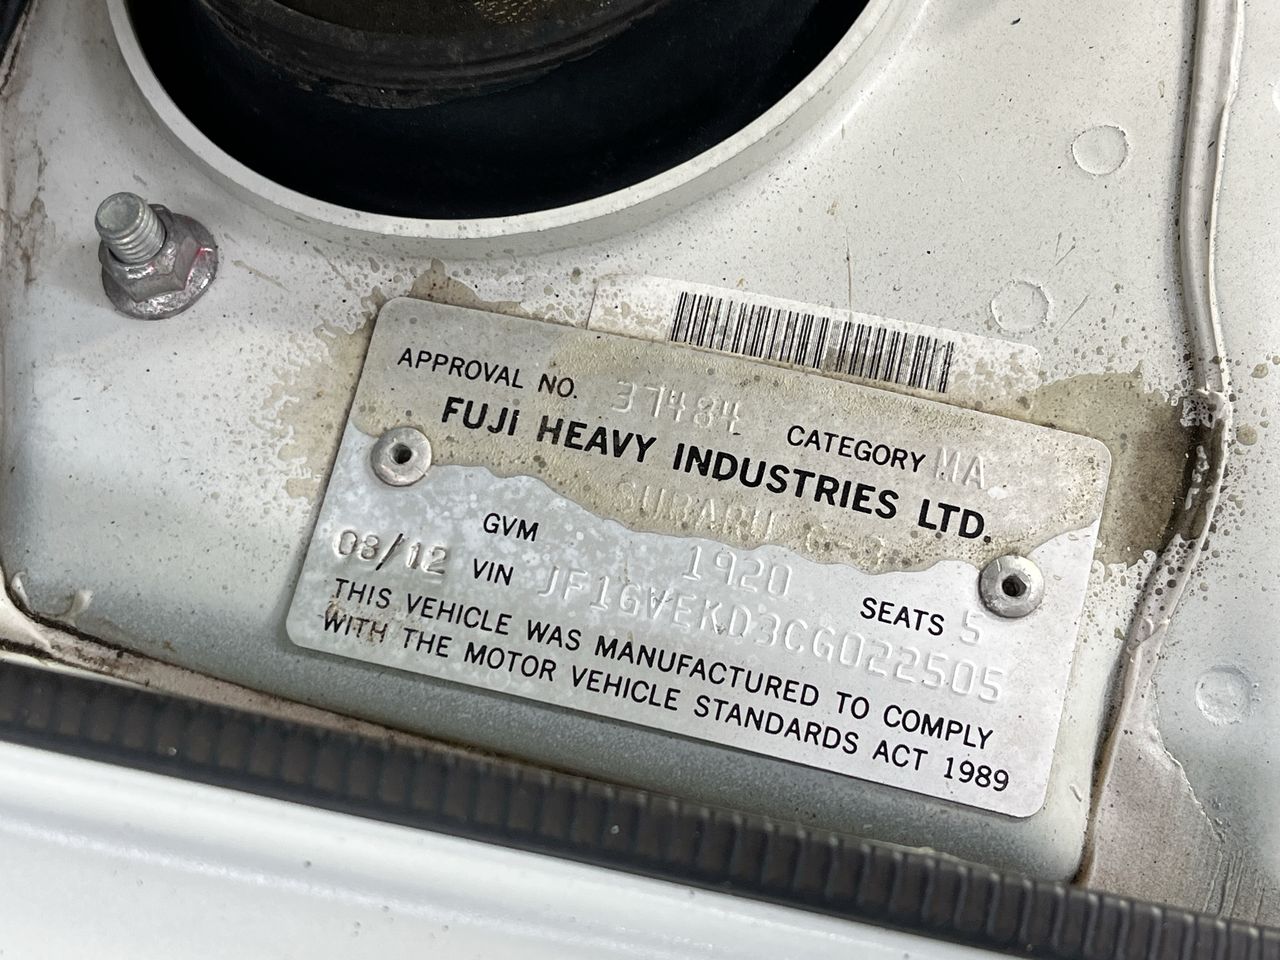 APPROVAL NO. 37484 CATEGORY MA
FUJI HEAVY INDUSTRIES LTD.
SUBARU G3
GVM 1920 SEATS 5
08/12 VIN JF1GVEKD3CG022505
THIS VEHICLE WAS MANUFACTURED TO COMPLY
WITH THE MOTOR VEHICLE STANDARDS ACT 1989